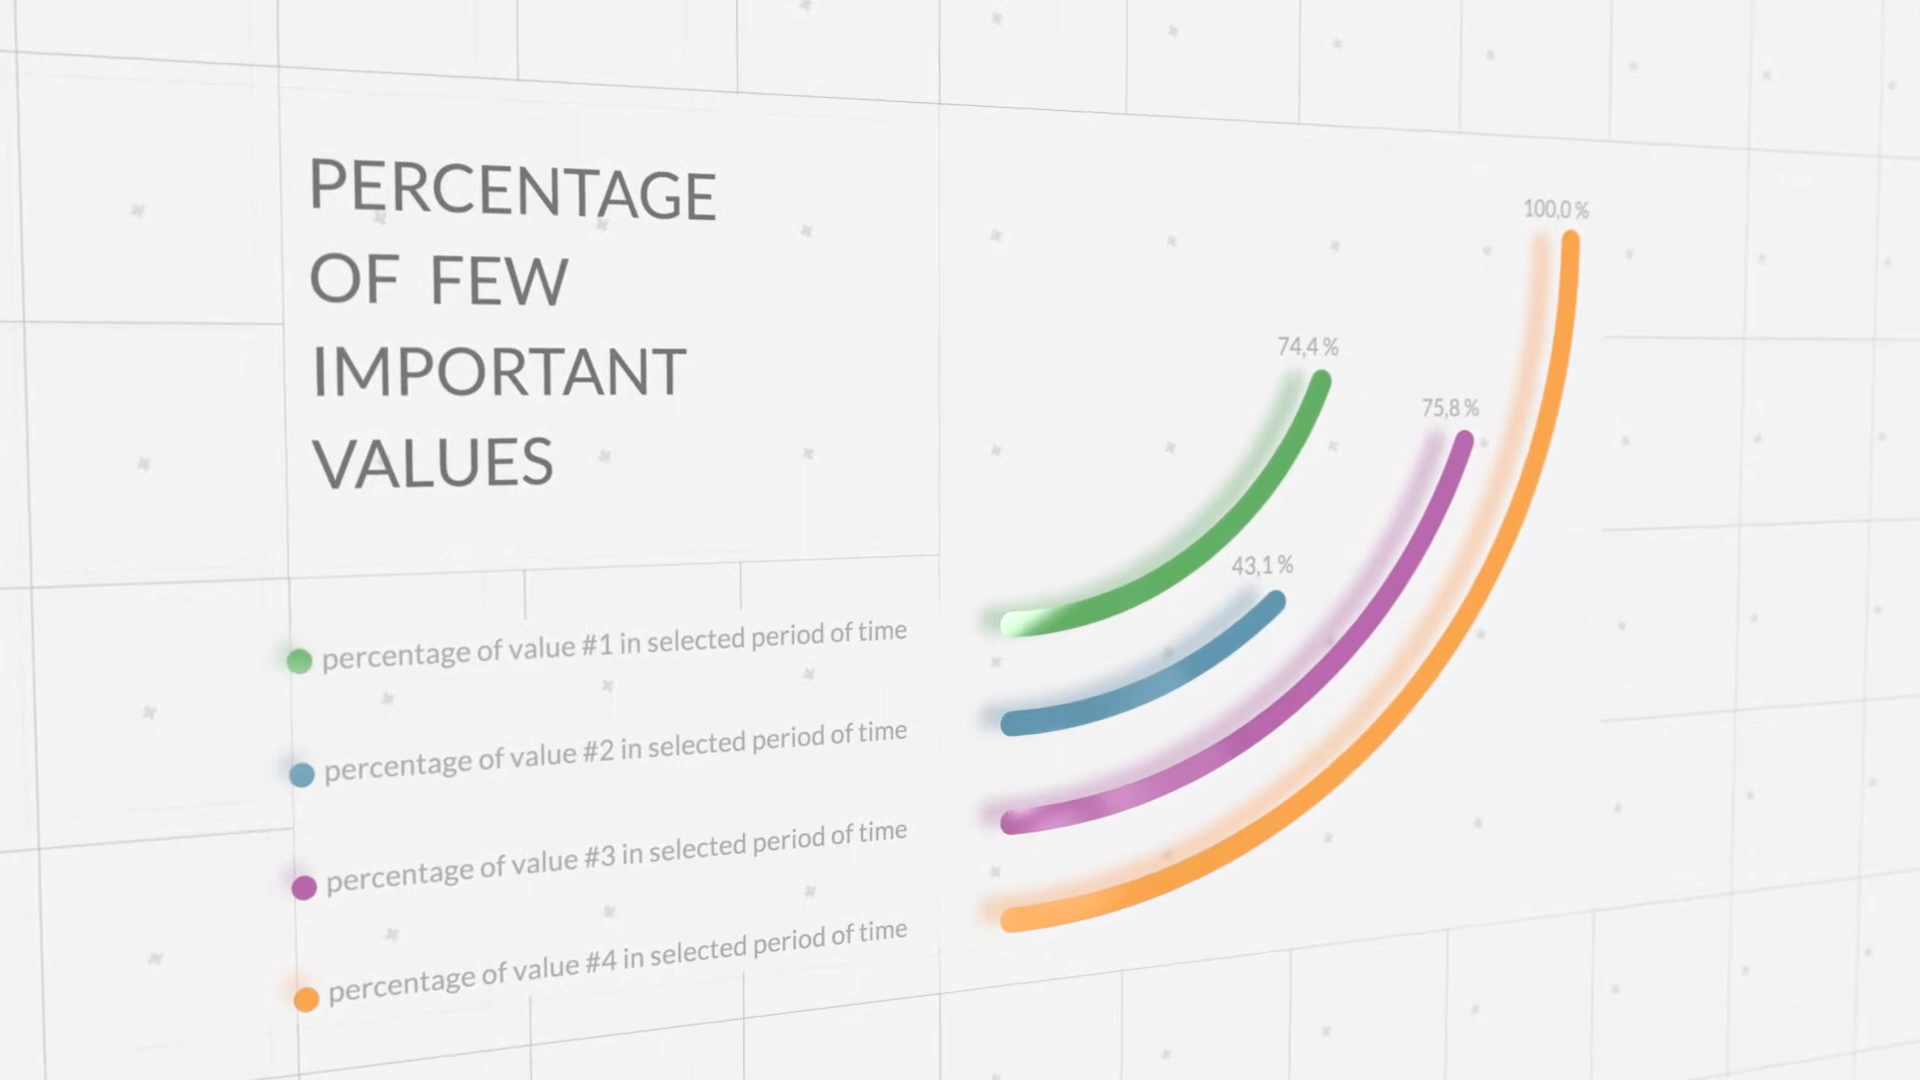 PERCENTAGE
OF FEW
IMPORTANT
VALUES
percentage of value #1 in selected period of time
percentage of value #2 in selected period of time
percentage of value #3 in selected period of time
percentage of value #4 in selected period of time
100,0 %
74,4 %
75,8 %
43,1 %